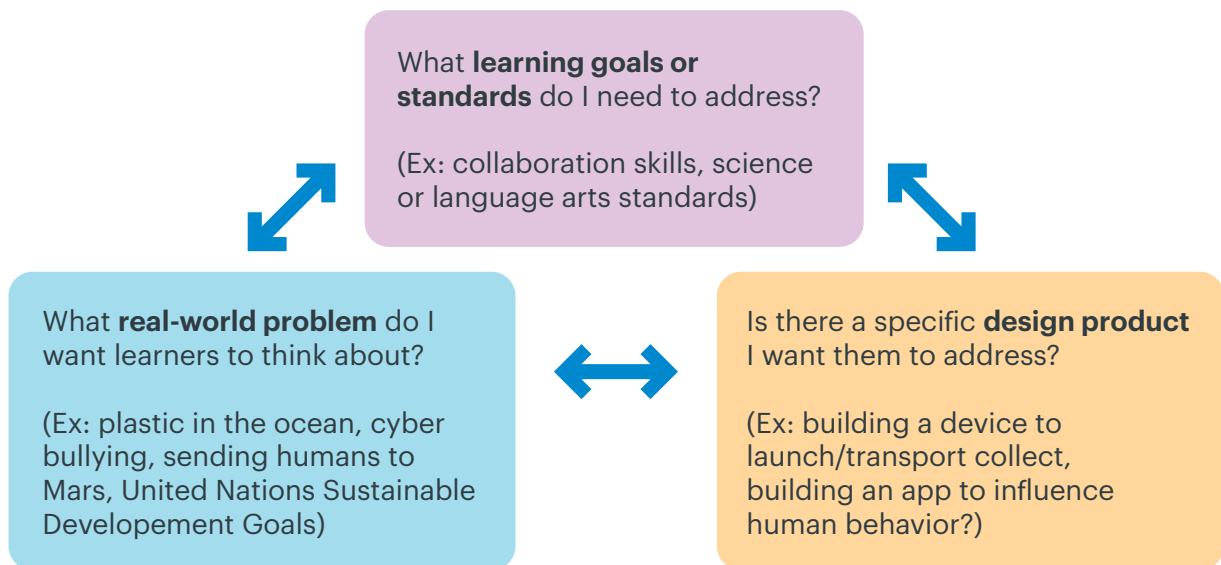 What learning goals or
standards do I need to address?
(Ex: collaboration skills, science
or language arts standards)
What real-world problem do I
want learners to think about?
(Ex: plastic in the ocean, cyber
bullying, sending humans to
Mars, United Nations Sustainable
Developement Goals)
Is there a specific design product
I want them to address?
(Ex: building a device to
launch/transport collect,
building an app to influence
human behavior?)